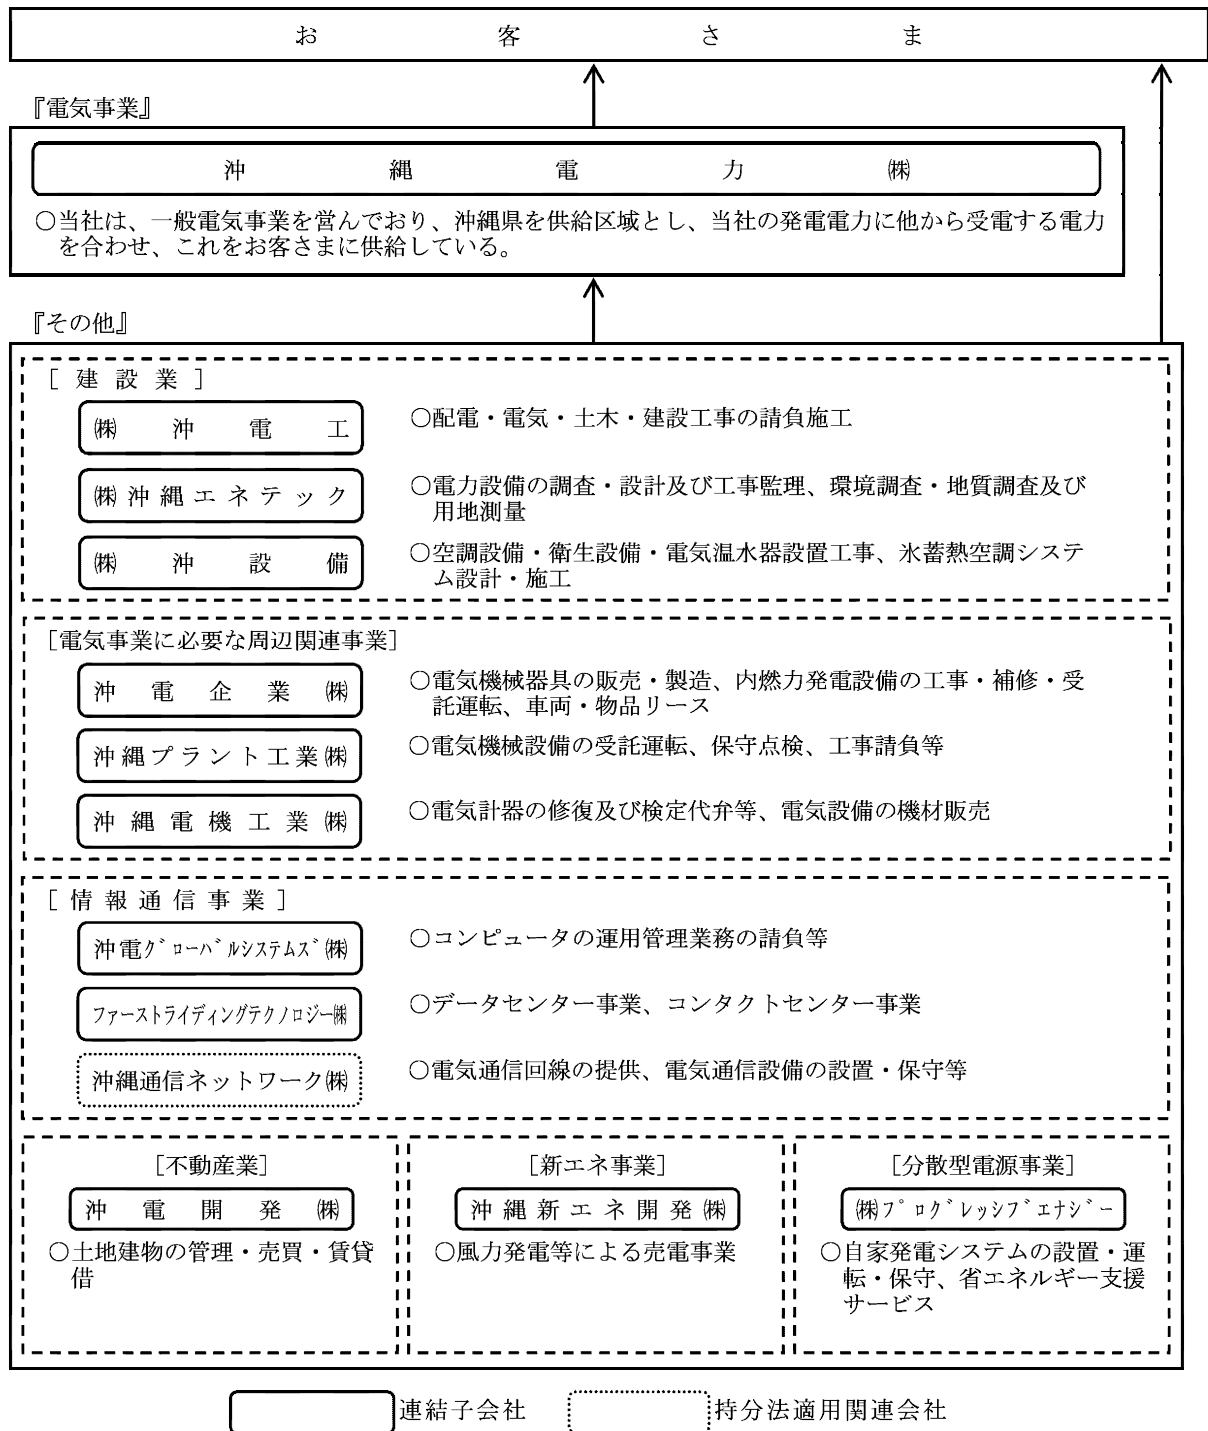 お客さま
『電気事業』
沖縄電力㈱
○当社は、一般電気事業を営んでおり、沖縄県を供給区域とし、当社の発電電力に他から受電する電力
を合わせ、これをお客さまに供給している。
『その他』
[建設業]
㈱沖電工
○配電・電気・土木・建設工事の請負施工
㈱沖縄エネテック
○電力設備の調査・設計及び工事監理、環境調査・地質調査及び
用地測量
㈱沖設備
○空調設備・衛生設備・電気温水器設置工事、氷蓄熱空調システ
ム設計・施工
[電気事業に必要な周辺関連事業]
沖電企業㈱
○電気機械器具の販売・製造、内燃力発電設備の工事・補修・受
託運転、車両・物品リース
沖縄プラント工業㈱
○電気機械設備の受託運転、保守点検、工事請負等
沖縄電機工業㈱
○電気計器の修復及び検定代弁等、電気設備の機材販売
[情報通信事業]
沖電ｸﾞﾛｰﾊﾞﾙｼｽﾃﾑｽﾞ㈱
○コンピュータの運用管理業務の請負等
ファーストライディングテクノロジー㈱
○データセンター事業、コンタクトセンター事業
沖縄通信ネットワーク㈱
○電気通信回線の提供、電気通信設備の設置・保守等
[不動産業]
沖電開発㈱
○土地建物の管理・売買・賃貸
借
[新エネ事業]
沖縄新エネ開発㈱
○風力発電等による売電事業
[分散型電源事業]
㈱ﾌﾟﾛｸﾞﾚｯｼﾌﾞｴﾅｼﾞｰ
○自家発電システムの設置・運
転・保守、省エネルギー支援
サービス
連結子会社
持分法適用関連会社